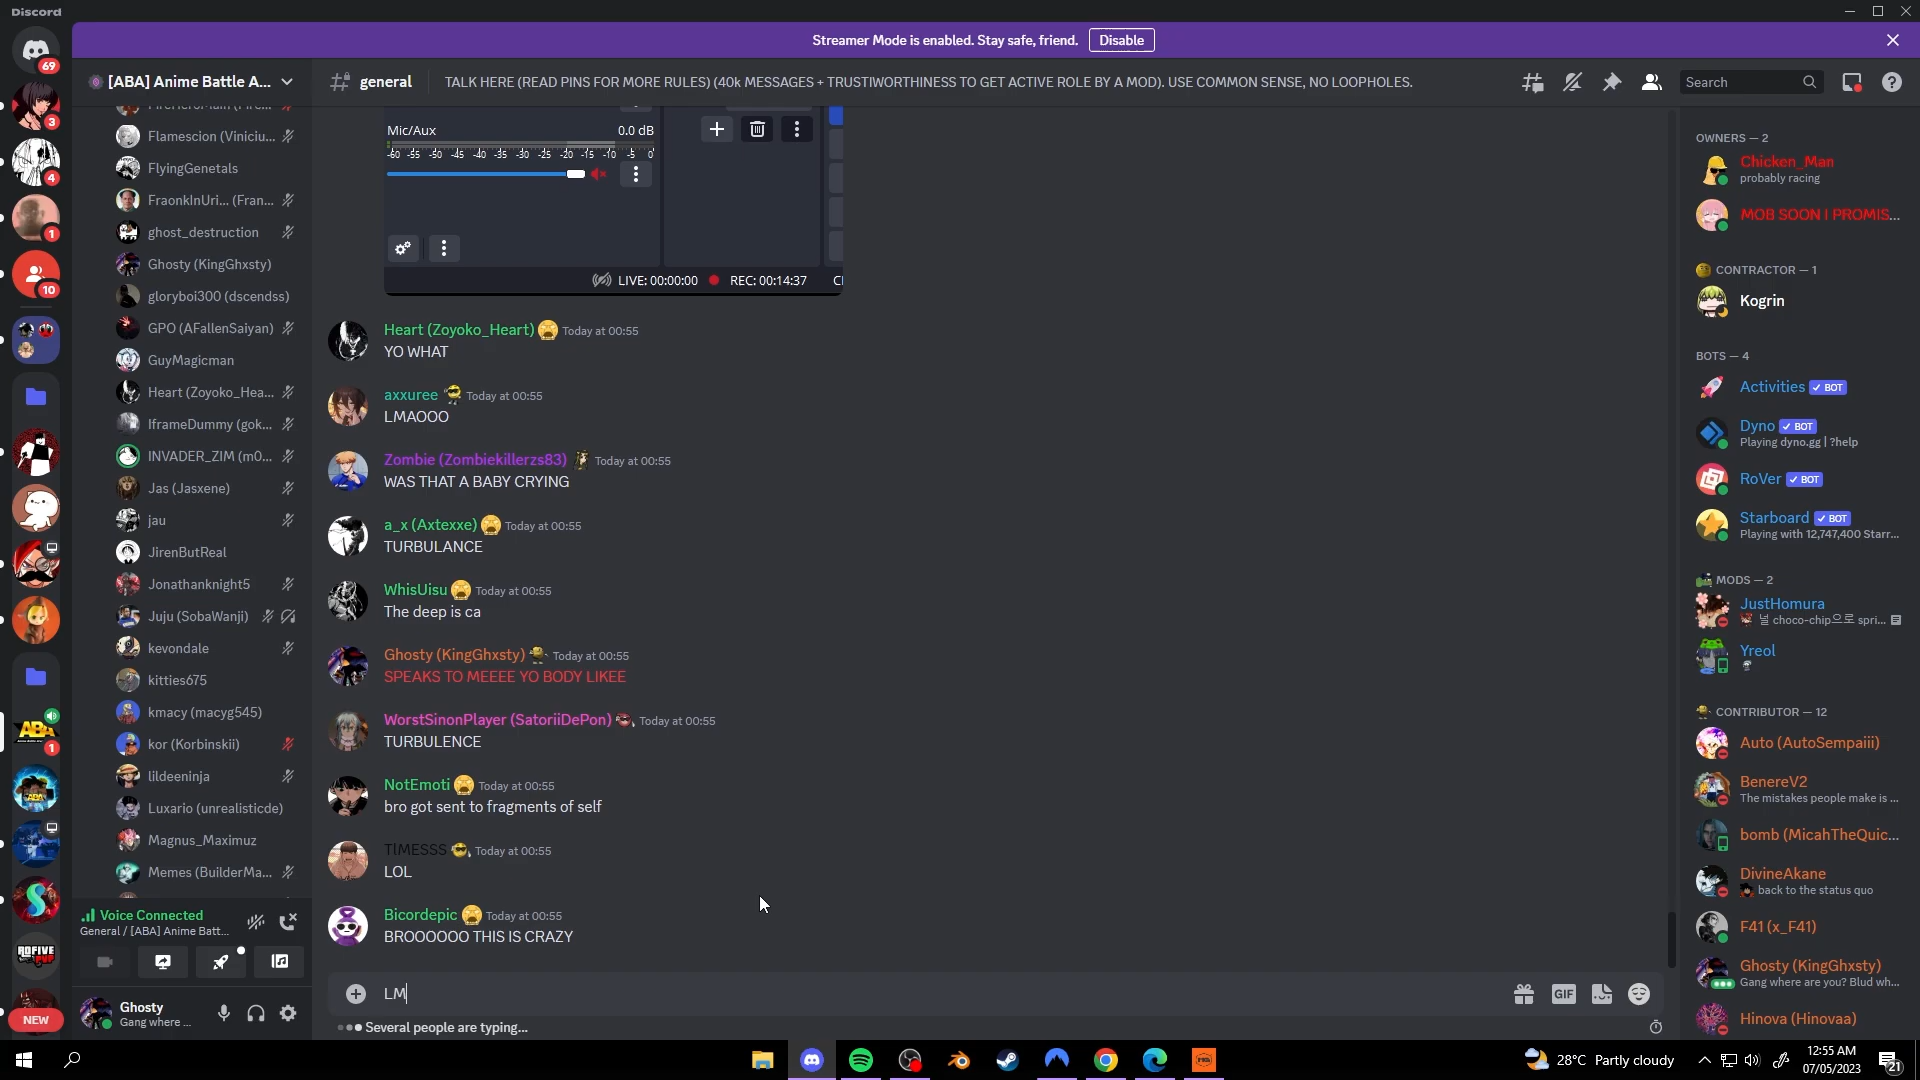 Discord
Streamer Mode is enabled. Stay safe, friend.
Disable
69
3
4
1
10
1
NEW
[ABA] Anime Battle A...
general
TALK HERE (READ PINS FOR MORE RULES) (40k MESSAGES + TRUSTIWORTHINESS TO GET ACTIVE ROLE BY A MOD). USE COMMON SENSE, NO LOOPHOLES.
Search
Flamescion (Viniciu...
FlyingGenetals
FraonkInUri... (Fran...
ghost_destruction
Ghosty (KingGhxsty)
gloryboi300 (dscendss)
GPO (AFallenSaiyan)
GuyMagicman
Heart (Zoyoko_Hea...
IframeDummy (gok...
INVADER_ZIM (m0...
Jas (Jasxene)
jau
JirenButReal
Jonathanknight5
Juju (SobaWanji)
kevondale
kitties675
kmacy (macyg545)
kor (Korbinskii)
lildeeninja
Luxario (unrealisticde)
Magnus_Maximuz
Memes (BuilderMa...
Voice Connected
General / [ABA] Anime Batt...
Ghosty
Gang where ...
Mic/Aux 0.0 dB
-60 -55 -50 -45 -40 -35 -30 -25 -20 -15 -10 -5 0
LIVE: 00:00:00 REC: 00:14:37
Heart (Zoyoko_Heart) Today at 00:55
YO WHAT
axxuree Today at 00:55
LMAOOO
Zombie (Zombiekillerzs83) Today at 00:55
WAS THAT A BABY CRYING
a_x (Axtexxe) Today at 00:55
TURBULANCE
WhisUisu Today at 00:55
The deep is ca
Ghosty (KingGhxsty) Today at 00:55
SPEAKS TO MEEEE YO BODY LIKEE
WorstSinonPlayer (SatoriiDePon) Today at 00:55
TURBULENCE
NotEmoti Today at 00:55
bro got sent to fragments of self
TIMESSS Today at 00:55
LOL
Bicordepic Today at 00:55
BROOOOOO THIS IS CRAZY
LM
GIF
Several people are typing...
OWNERS — 2
Chicken_Man
probably racing
MOB SOON I PROMIS...
CONTRACTOR — 1
Kogrin
BOTS — 4
Activities BOT
Dyno BOT
Playing dyno.gg | ?help
RoVer BOT
Starboard BOT
Playing with 12,747,400 Starr...
MODS — 2
JustHomura
널 choco-chip으로 spri...
Yreol
CONTRIBUTOR — 12
Auto (AutoSempaiii)
BenereV2
The mistakes people make is ...
bomb (MicahTheQuic...
DivineAkane
back to the status quo
F41 (x_F41)
Ghosty (KingGhxsty)
Gang where are you? Blud wh...
Hinova (Hinovaa)
28°C Partly cloudy
12:55 AM
07/05/2023
21